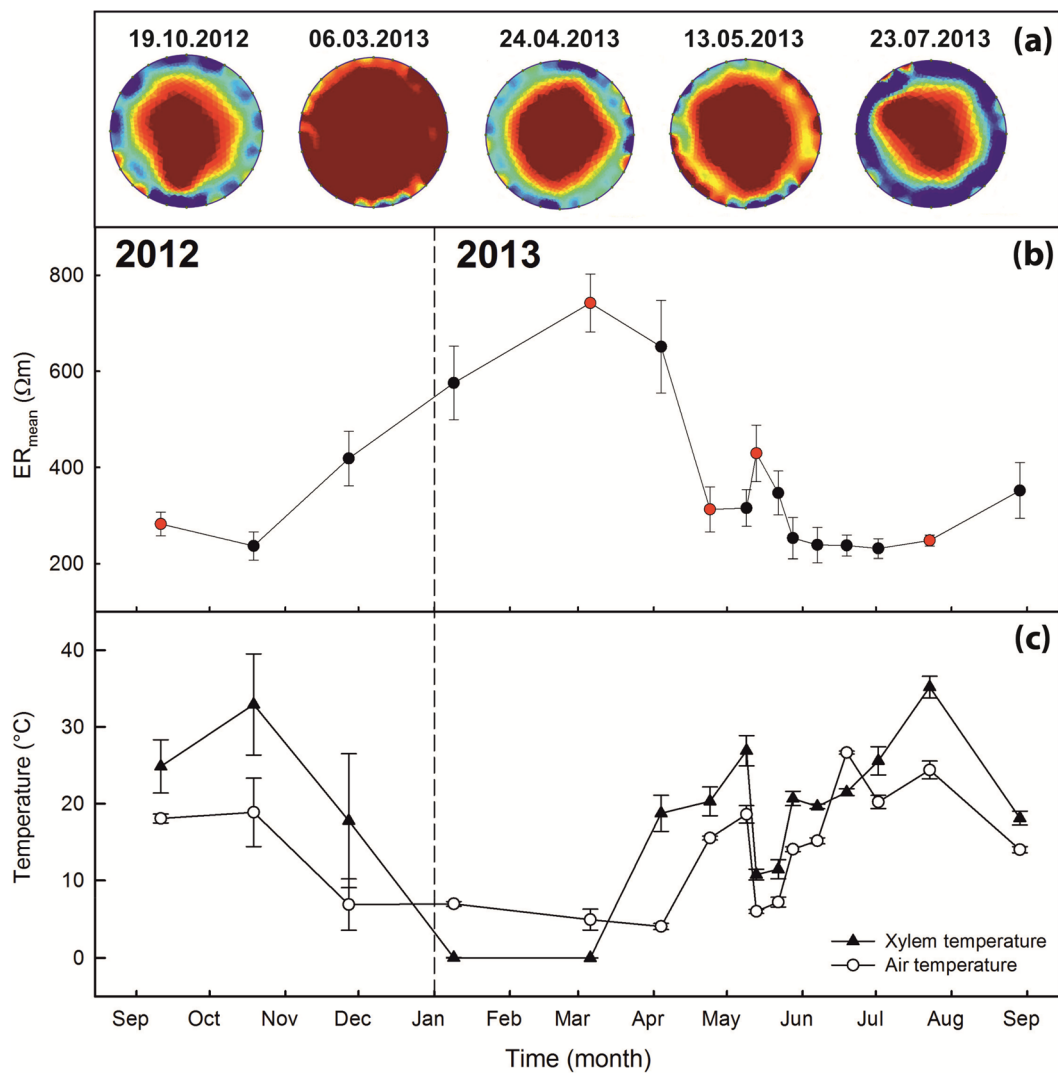 19.10.2012 06.03.2013 24.04.2013 13.05.2013 23.07.2013 (a)
2012 2013 (b)
800
600
400
200
ERmean (Ωm)
(c)
40
30
20
10
0
Temperature (°C)
Xylem temperature
Air temperature
Sep Oct Nov Dec Jan Feb Mar Apr May Jun Jul Aug Sep
Time (month)